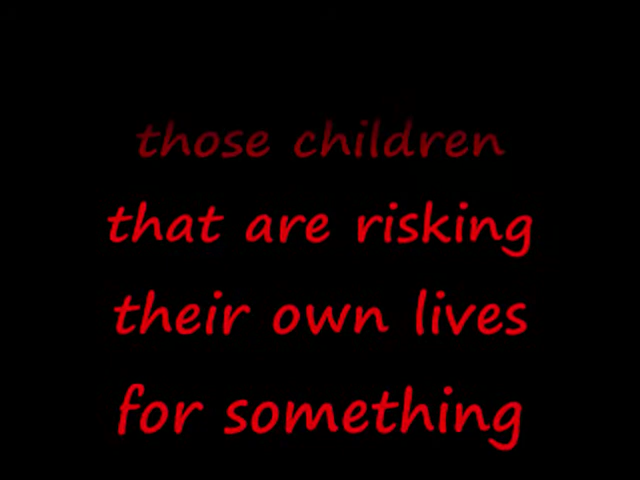 those children
that are risking
their own lives
for something